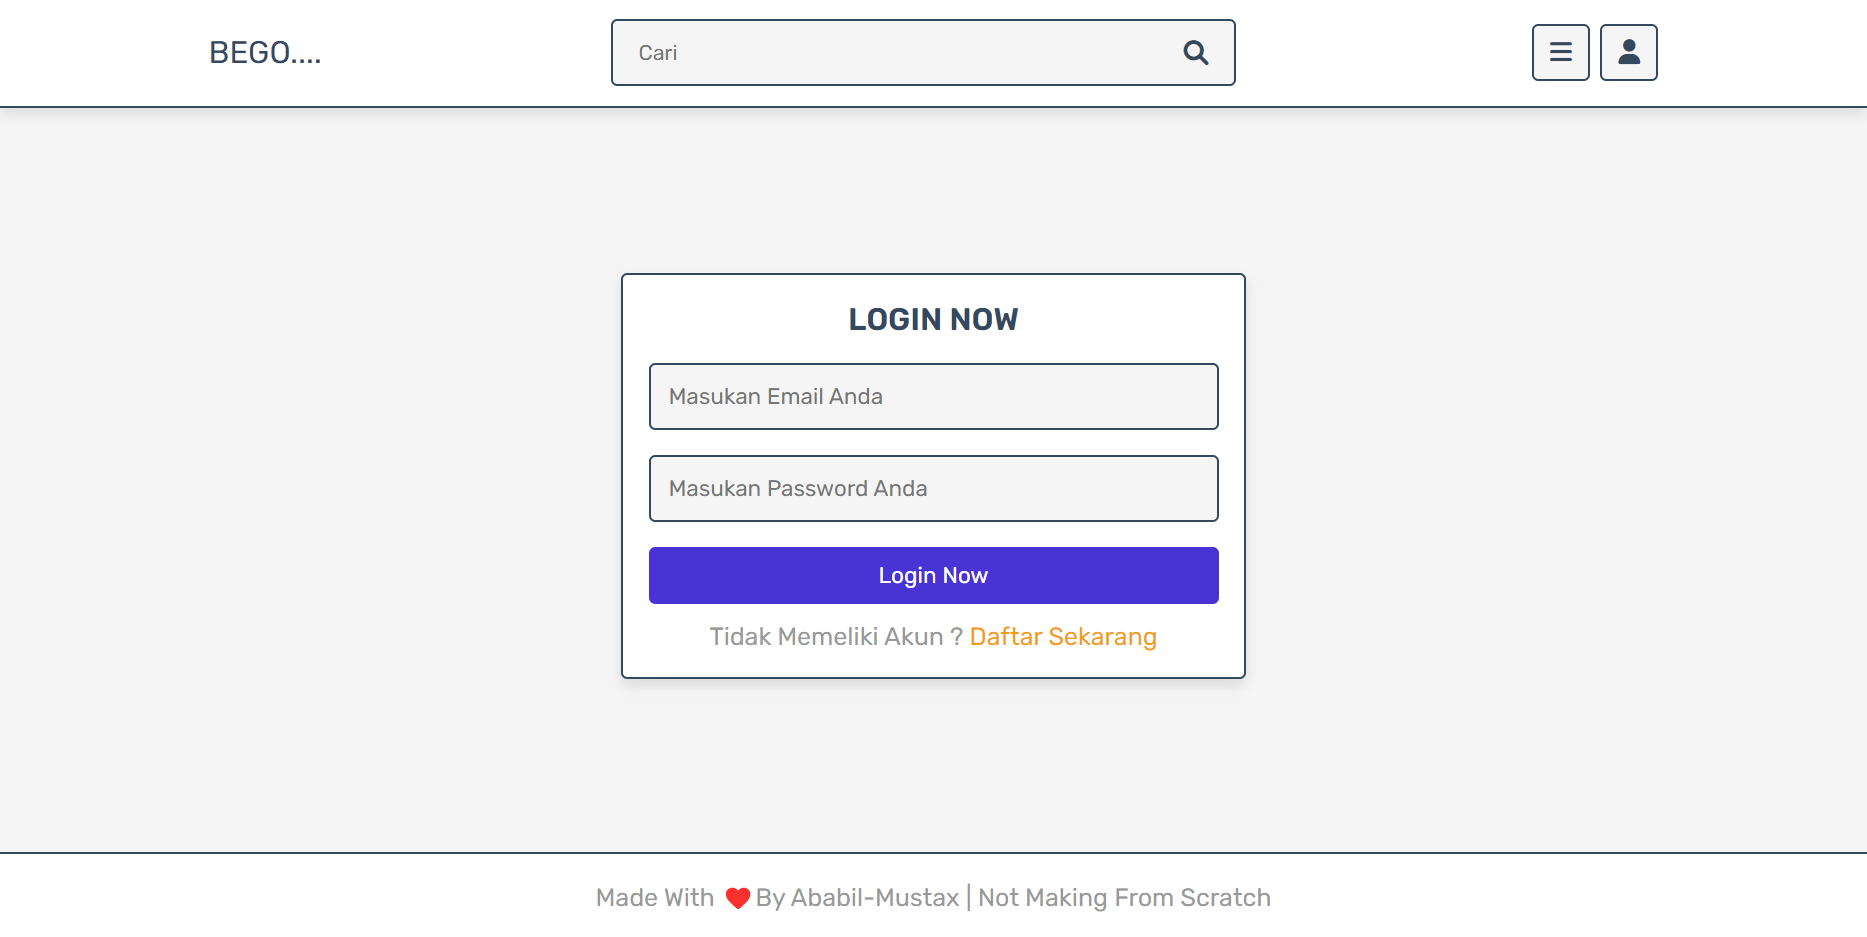 BEGO....
Cari
LOGIN NOW
Masukan Email Anda
Masukan Password Anda
Login Now
Tidak Memeliki Akun ? Daftar Sekarang
Made With ❤ By Ababil-Mustax | Not Making From Scratch